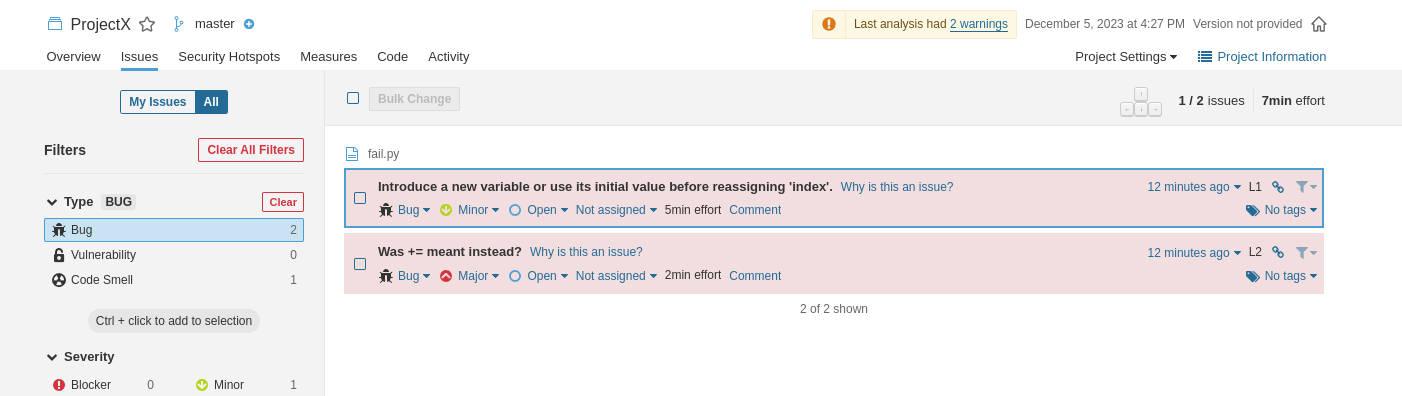 ProjectX master Last analysis had 2 warnings December 5, 2023 at 4:27 PM Version not provided
Overview Issues Security Hotspots Measures Code Activity Project Settings Project Information
My Issues All Bulk Change 1 / 2 issues 7min effort
Filters Clear All Filters
fail.py
Introduce a new variable or use its initial value before reassigning 'index'. Why is this an issue? 12 minutes ago L1
Type BUG Clear
Bug Minor Open Not assigned 5min effort Comment No tags
Bug 2
Vulnerability 0
Was += meant instead? Why is this an issue? 12 minutes ago L2
Code Smell 1
Bug Major Open Not assigned 2min effort Comment No tags
2 of 2 shown
Ctrl + click to add to selection
Severity
Blocker 0 Minor 1